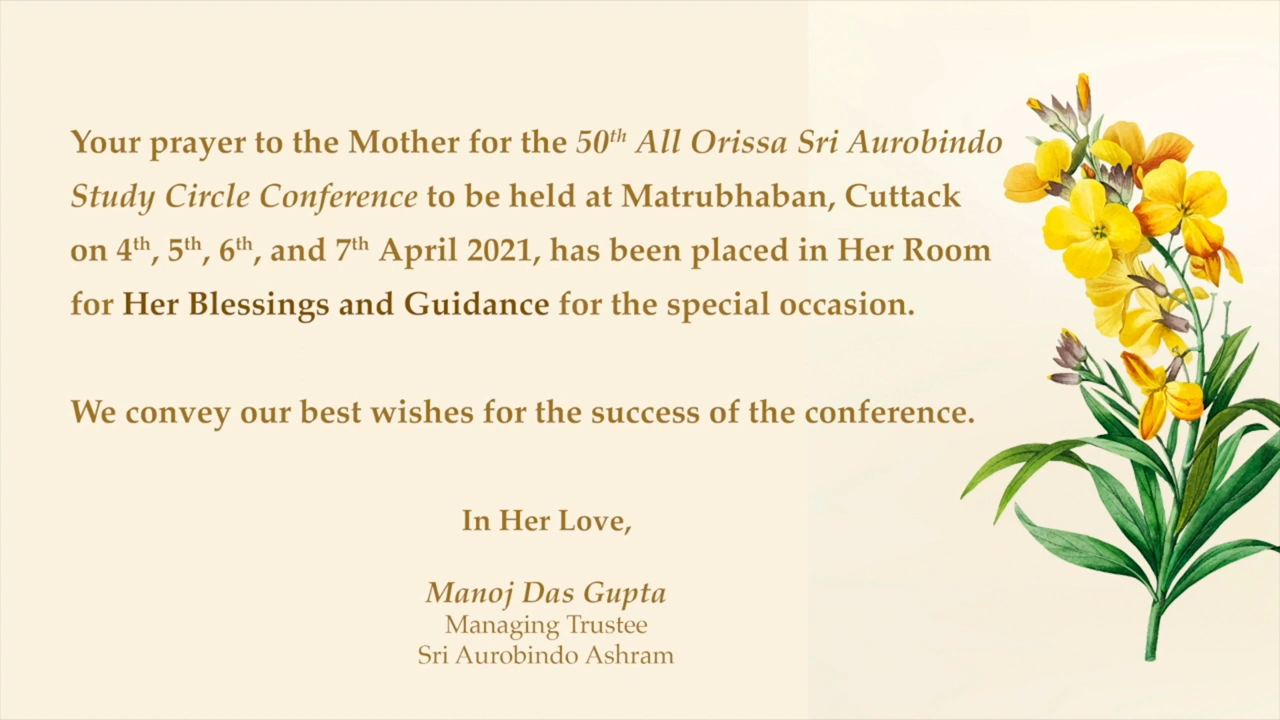 Your prayer to the Mother for the 50th All Orissa Sri Aurobindo
Study Circle Conference to be held at Matrubhaban, Cuttack
on 4th, 5th, 6th, and 7th April 2021, has been placed in Her Room
for Her Blessings and Guidance for the special occasion.
We convey our best wishes for the success of the conference.
In Her Love,
Manoj Das Gupta
Managing Trustee
Sri Aurobindo Ashram